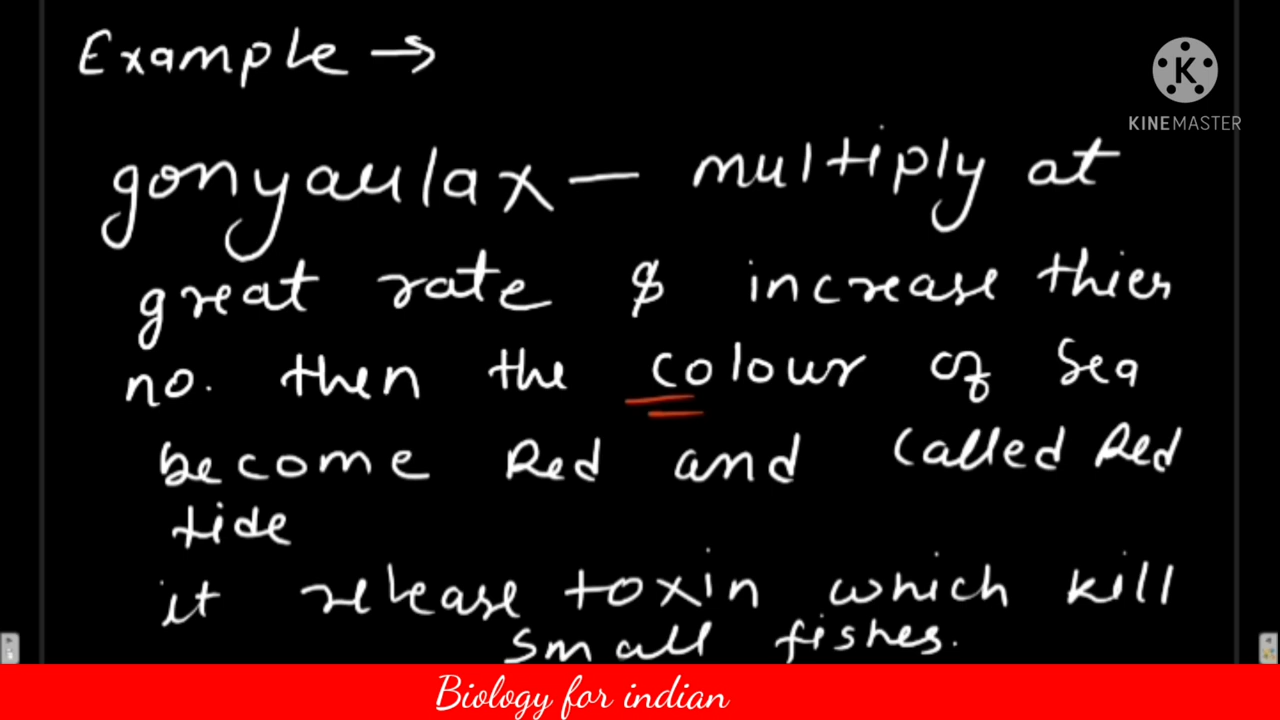 Example →
K
KINEMASTER
gonyaulax — multiply at
great rate & increase thier
no. then the colour of Sea
become Red and called Red
tide
it release toxin which kill
small fishes.
Biology for indian